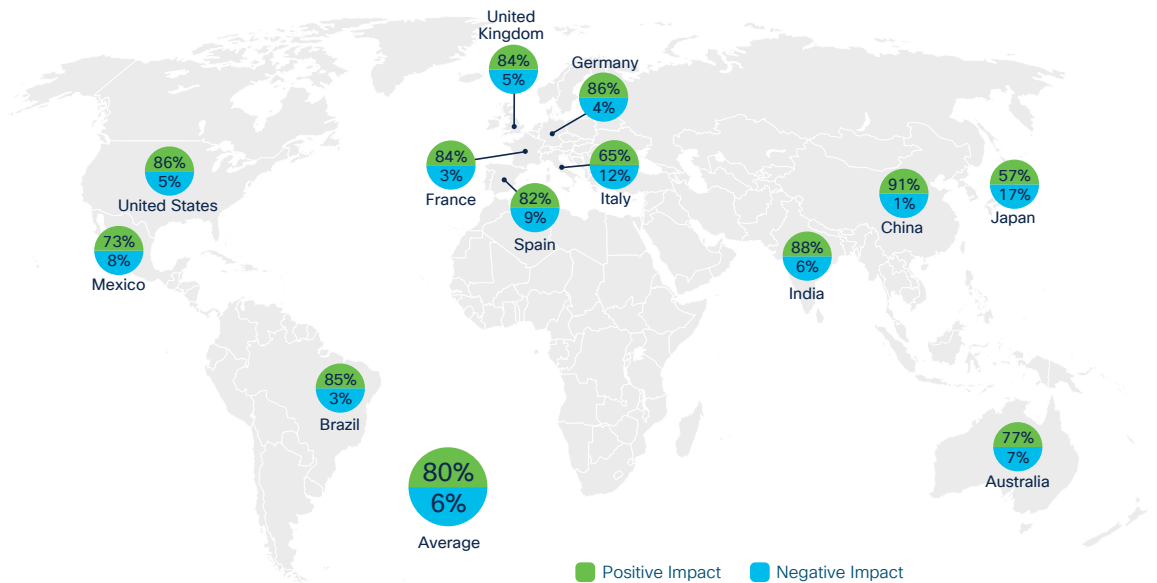 United
Kingdom
84%
5%
Germany
86%
4%
84%
3%
France
65%
12%
Italy
82%
9%
Spain
86%
5%
United States
73%
8%
Mexico
91%
1%
China
57%
17%
Japan
88%
6%
India
85%
3%
Brazil
77%
7%
Australia
80%
6%
Average
Positive Impact
Negative Impact